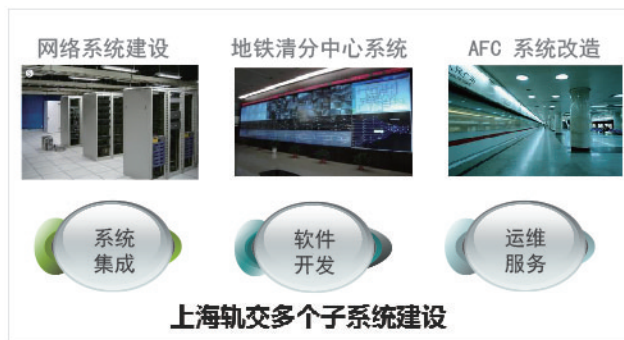 网络系统建设
地铁清分中心系统
AFC 系统改造
系统
集成
软件
开发
运维
服务
上海轨交多个子系统建设